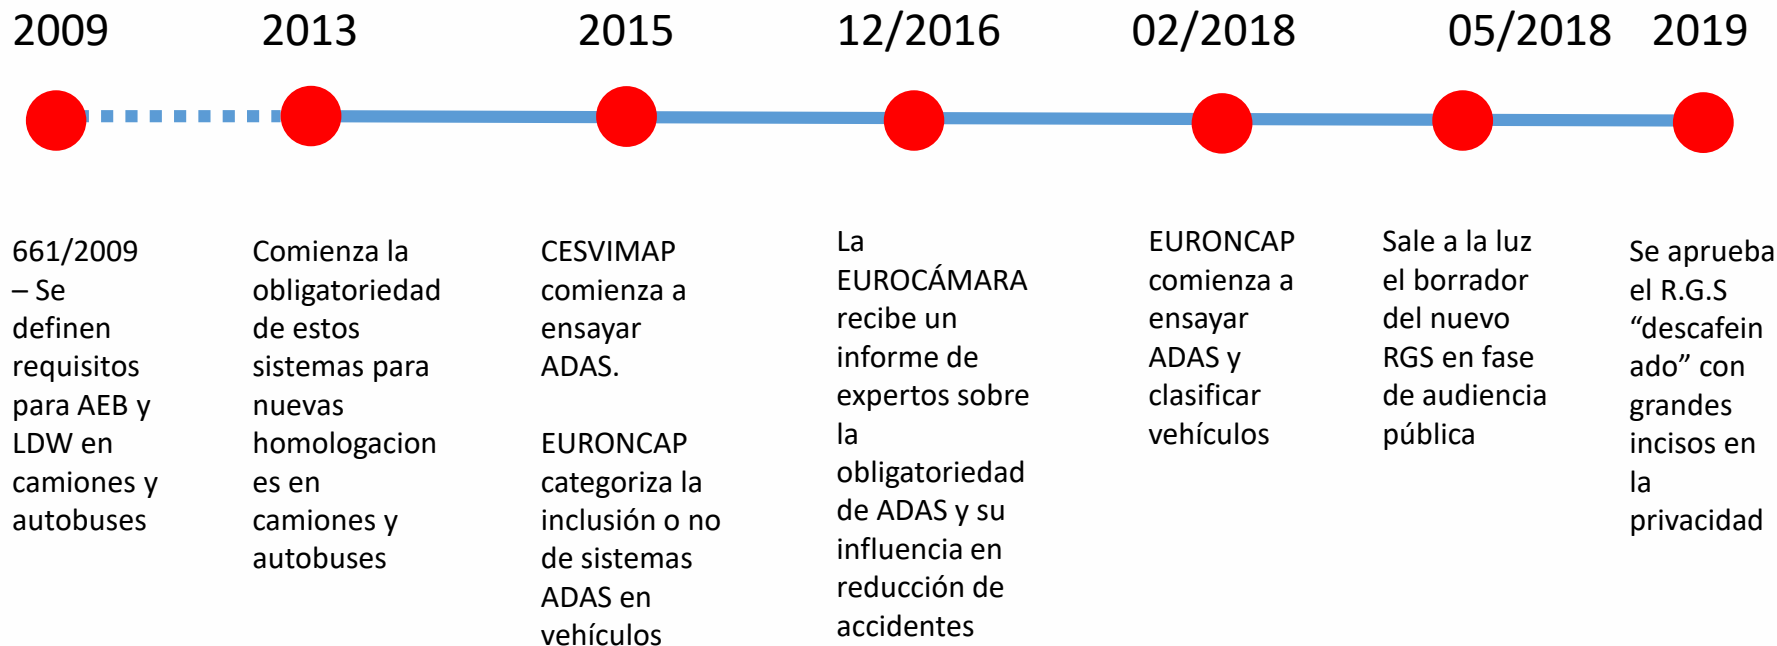 2009
2013
2015
12/2016
02/2018
05/2018
2019
661/2009
– Se
definen
requisitos
para AEB y
LDW en
camiones y
autobuses
Comienza la
obligatoriedad
de estos
sistemas para
nuevas
homologacion
es en
camiones y
autobuses
CESVIMAP
comienza a
ensayar
ADAS.
EURONCAP
categoriza la
inclusión o no
de sistemas
ADAS en
vehículos
La
EUROCÁMARA
recibe un
informe de
expertos sobre
la
obligatoriedad
de ADAS y su
influencia en
reducción de
accidentes
EURONCAP
comienza a
ensayar
ADAS y
clasificar
vehículos
Sale a la luz
el borrador
del nuevo
RGS en fase
de audiencia
pública
Se aprueba
el R.G.S
“descafein
ado” con
grandes
incisos en
la
privacidad